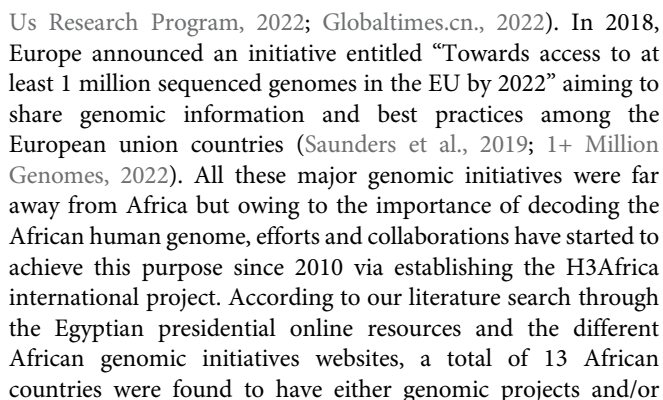 Us Research Program, 2022; Globaltimes.cn., 2022). In 2018,
Europe announced an initiative entitled “Towards access to at
least 1 million sequenced genomes in the EU by 2022” aiming to
share genomic information and best practices among the
European union countries (Saunders et al., 2019; 1+ Million
Genomes, 2022). All these major genomic initiatives were far
away from Africa but owing to the importance of decoding the
African human genome, efforts and collaborations have started to
achieve this purpose since 2010 via establishing the H3Africa
international project. According to our literature search through
the Egyptian presidential online resources and the different
African genomic initiatives websites, a total of 13 African
countries were found to have either genomic projects and/or